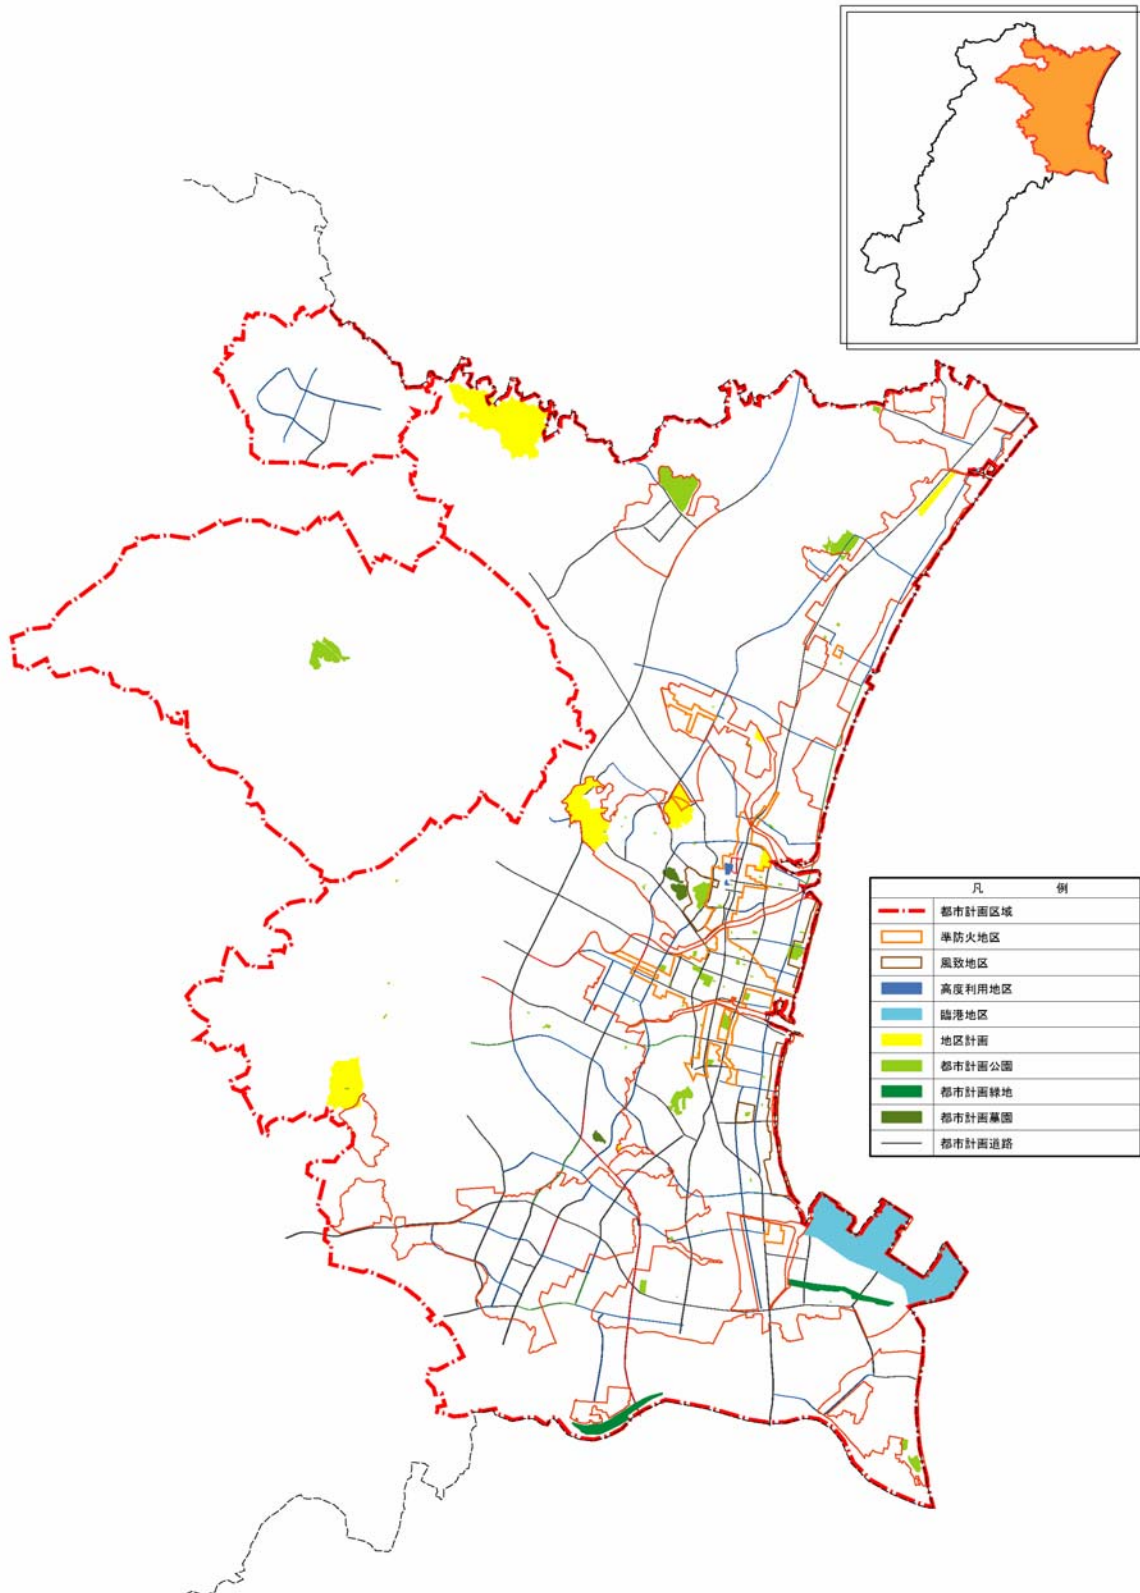 凡 例
都市計画区域
準防火地区
風致地区
高度利用地区
臨港地区
地区計画
都市計画公園
都市計画緑地
都市計画墓園
都市計画道路